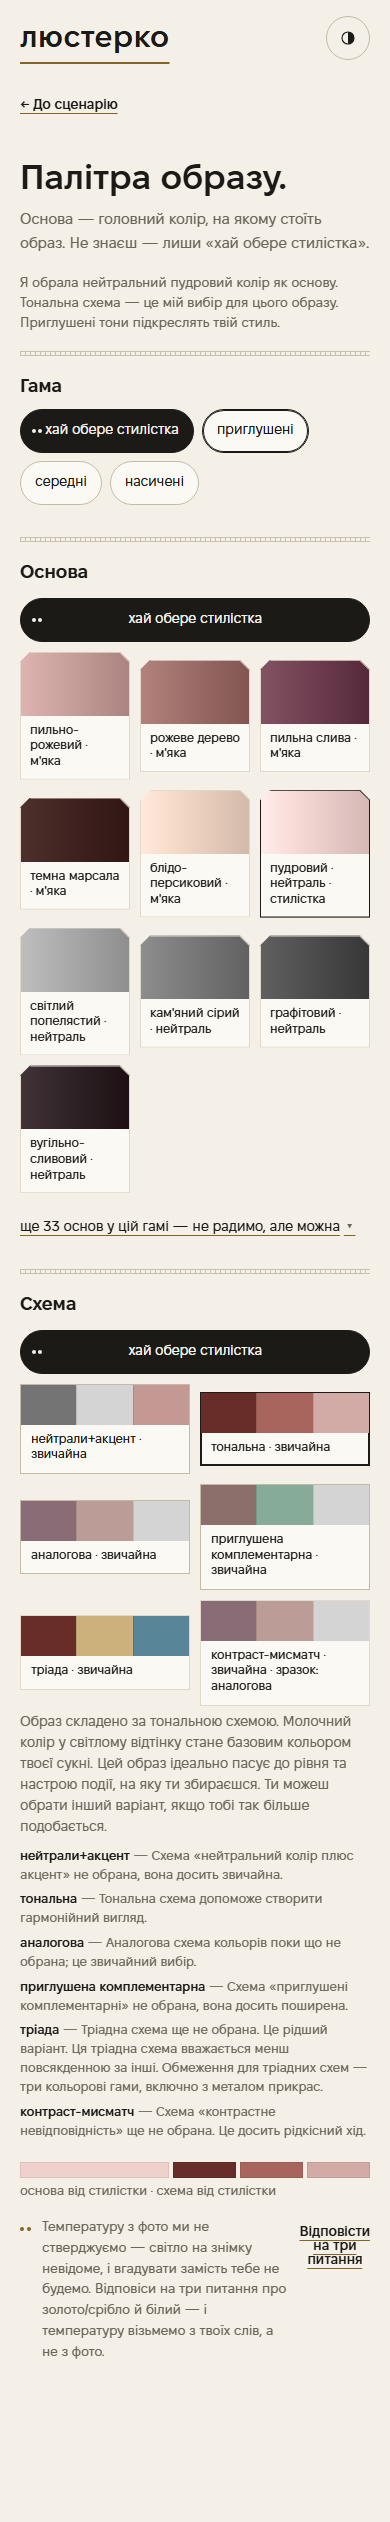 люстерко
← До сценарію
Палітра образу.
Основа — головний колір, на якому стоїть
образ. Не знаєш — лиши «хай обере стилістка».
Я обрала нейтральний пудровий колір як основу.
Тональна схема — це мій вибір для цього образу.
Приглушені тони підкреслять твій стиль.
Гама
хай обере стилістка
приглушені
середні
насичені
Основа
хай обере стилістка
пильно-
рожевий ·
м'яка
рожеве дерево
· м'яка
пильна слива ·
м'яка
темна марсала
· м'яка
блідо-
персиковий ·
м'яка
пудровий ·
нейтраль ·
стилістка
світлий
попелястий ·
нейтраль
кам'яний сірий
· нейтраль
графітовий ·
нейтраль
вугільно-
сливовий ·
нейтраль
ще 33 основ у цій гамі — не радимо, але можна ▾
Схема
хай обере стилістка
нейтрали+акцент ·
звичайна
тональна · звичайна
аналогова · звичайна
приглушена
комплементарна ·
звичайна
тріада · звичайна
контраст-мисматч ·
звичайна · зразок:
аналогова
Образ складено за тональною схемою. Молочний
колір у світлому відтінку стане базовим кольором
твоєї сукні. Цей образ ідеально пасує до рівня та
настрою події, на яку ти збираєшся. Ти можеш
обрати інший варіант, якщо тобі так більше
подобається.
нейтрали+акцент — Схема «нейтральний колір плюс
акцент» не обрана, вона досить звичайна.
тональна — Тональна схема допоможе створити
гармонійний вигляд.
аналогова — Аналогова схема кольорів поки що не
обрана; це звичайний вибір.
приглушена комплементарна — Схема «приглушені
комплементарні» не обрана, вона досить поширена.
тріада — Тріадна схема ще не обрана. Це рідший
варіант. Ця тріадна схема вважається менш
повсякденною за інші. Обмеження для тріадних схем —
три кольорові гами, включно з металом прикрас.
контраст-мисматч — Схема «контрастне
невідповідність» ще не обрана. Це досить рідкісний хід.
основа від стилістки · схема від стилістки
Температуру з фото ми не
стверджуємо — світло на знімку
невідоме, і вгадувати замість тебе не
будемо. Відповіси на три питання про
золото/срібло й білий — і
температуру візьмемо з твоїх слів, а
не з фото.
Відповісти
на три
питання